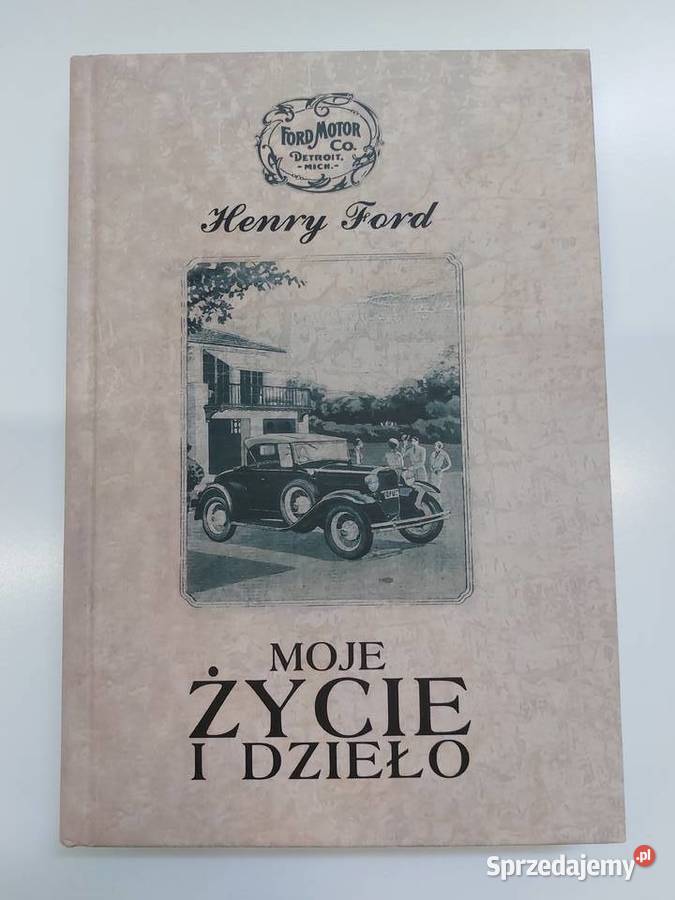 FORD MOTOR
Co.
DETROIT,
-MICH.-
Henry Ford
MOJE
ŻYCIE
I DZIEŁO
Sprzedajemy.pl